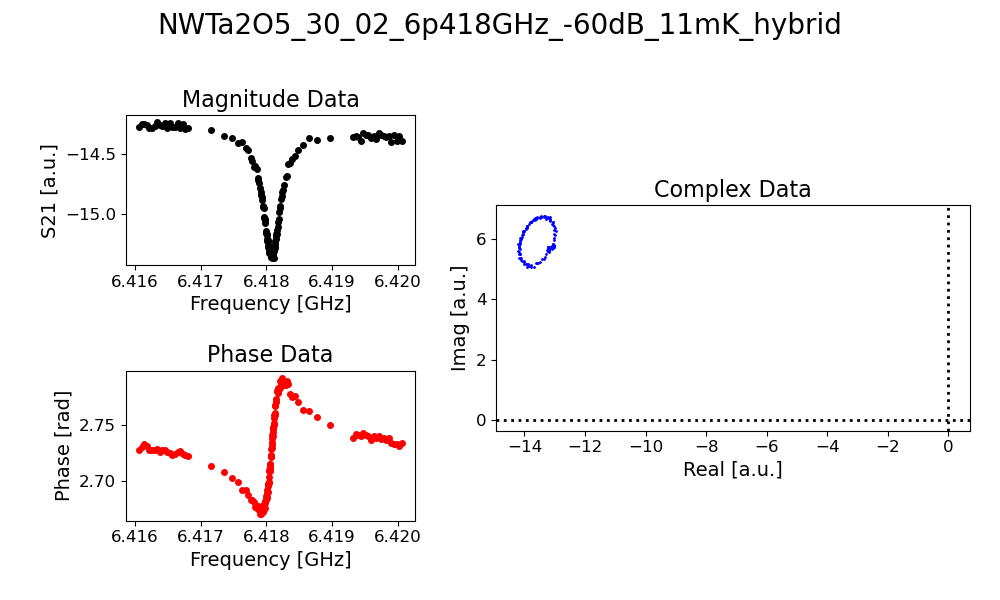 NWTa2O5_30_02_6p418GHz_-60dB_11mK_hybrid
Magnitude Data
S21 [a.u.]
−14.5
−15.0
6.416 6.417 6.418 6.419 6.420
Frequency [GHz]
Phase Data
Phase [rad]
2.75
2.70
6.416 6.417 6.418 6.419 6.420
Frequency [GHz]
Complex Data
Imag [a.u.]
6
4
2
0
−14 −12 −10 −8 −6 −4 −2 0
Real [a.u.]